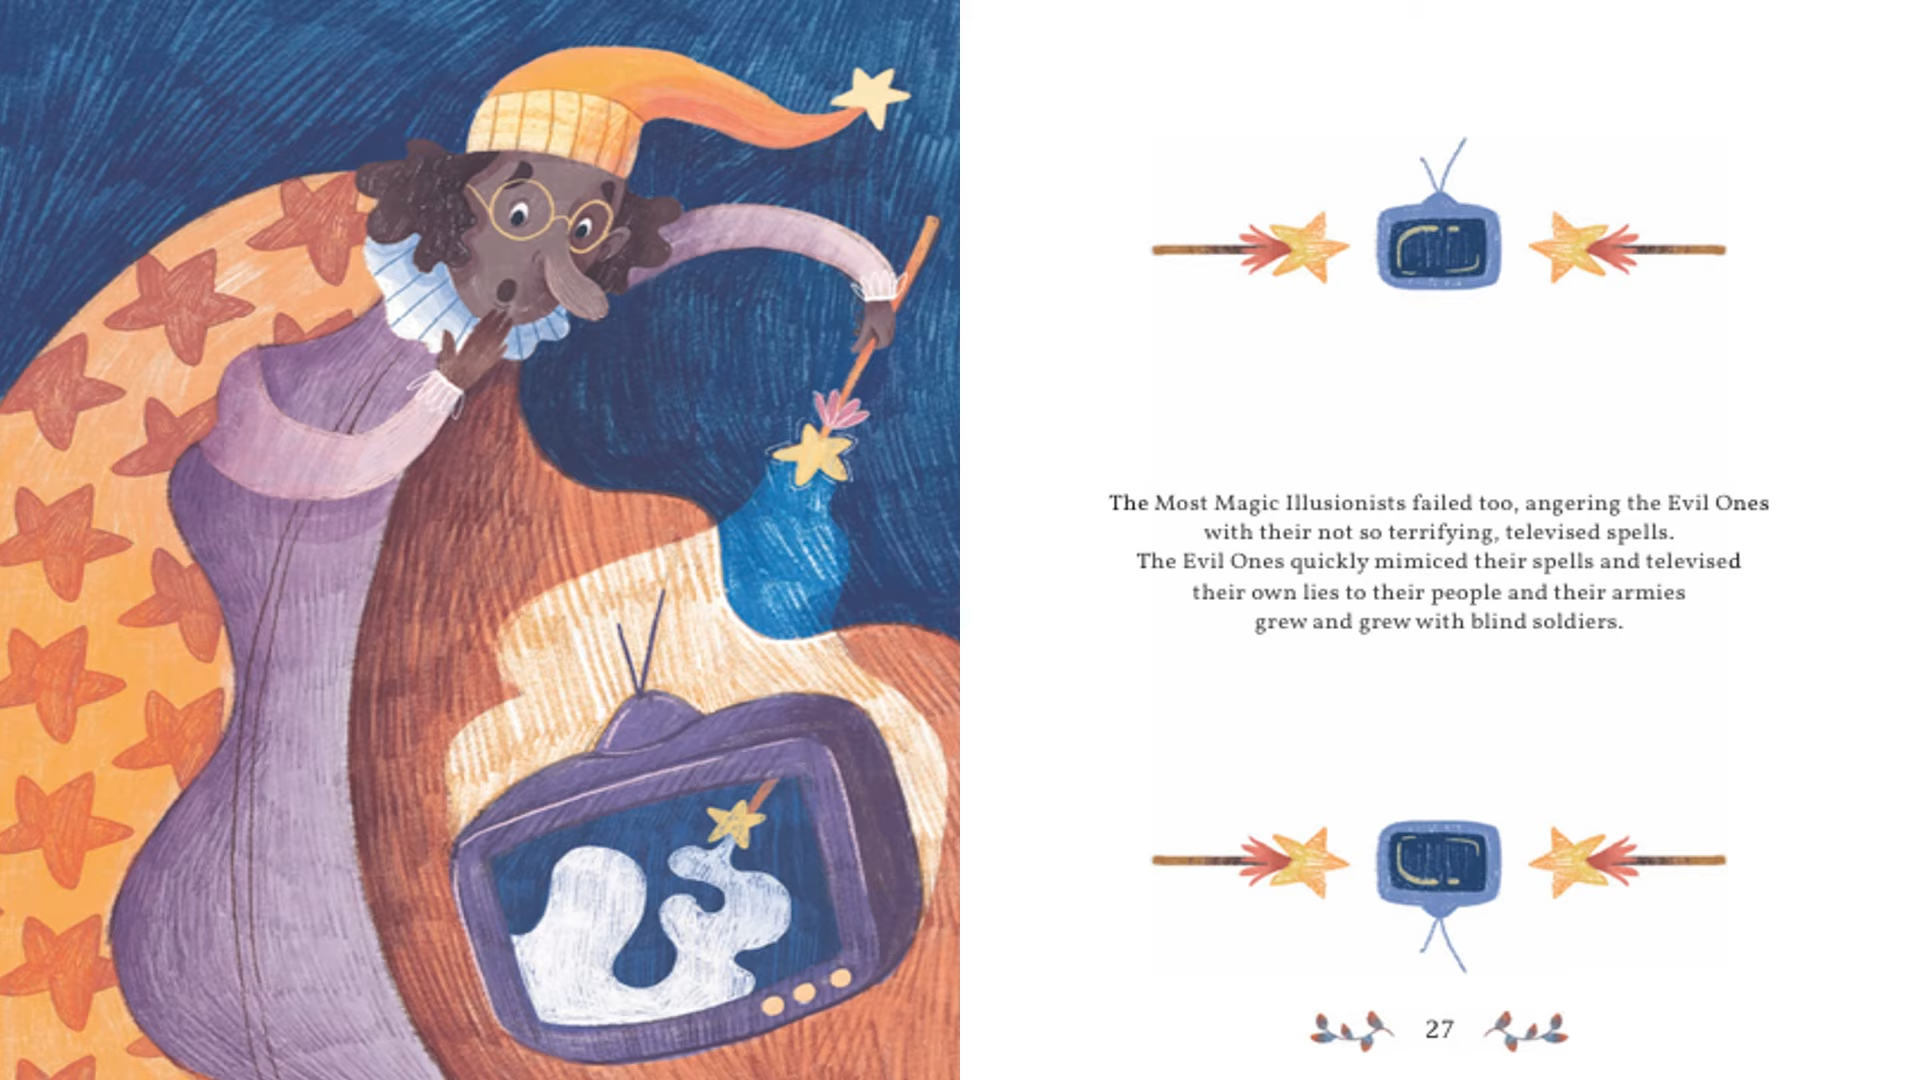 The Most Magic Illusionists failed too, angering the Evil Ones
with their not so terrifying, televised spells.
The Evil Ones quickly mimiced their spells and televised
their own lies to their people and their armies
grew and grew with blind soldiers.
27